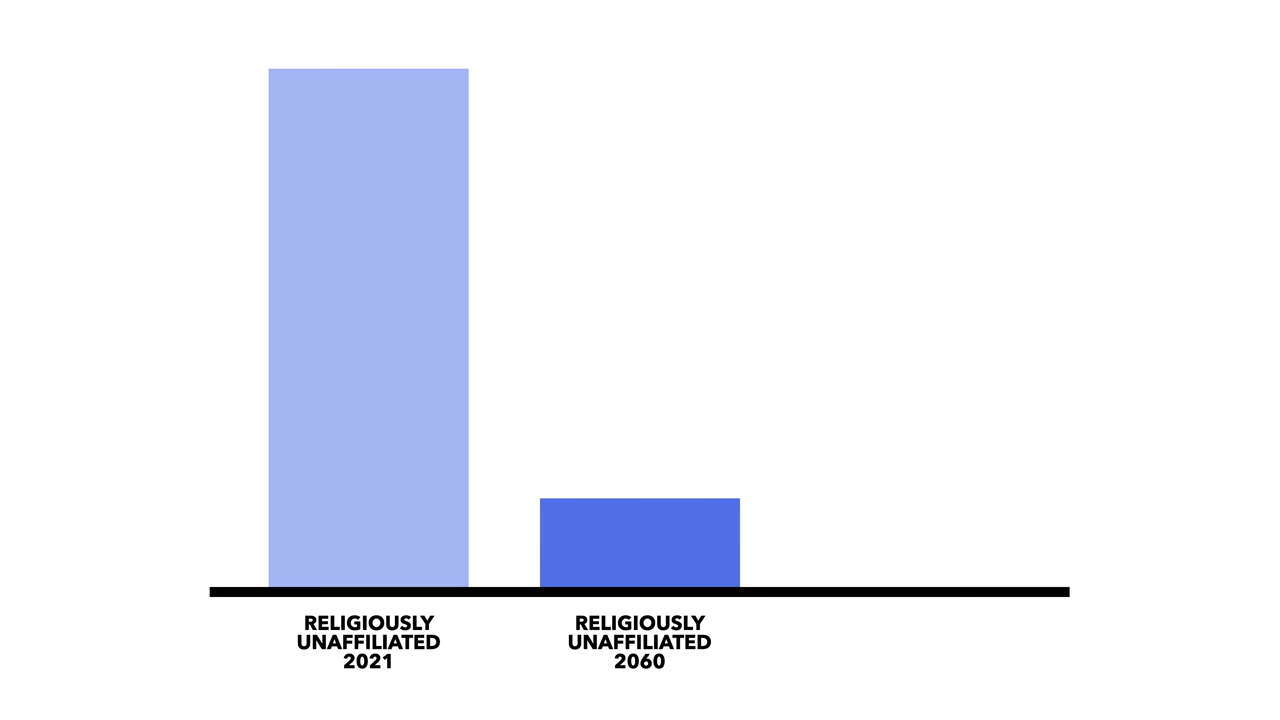 RELIGIOUSLY
UNAFFILIATED
2021
RELIGIOUSLY
UNAFFILIATED
2060